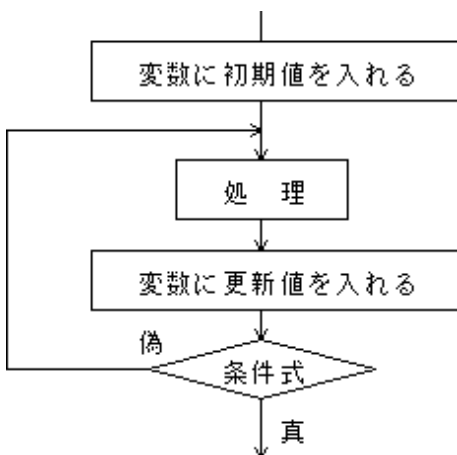 変数に初期値を入れる
処 理
変数に更新値を入れる
偽
条件式
真